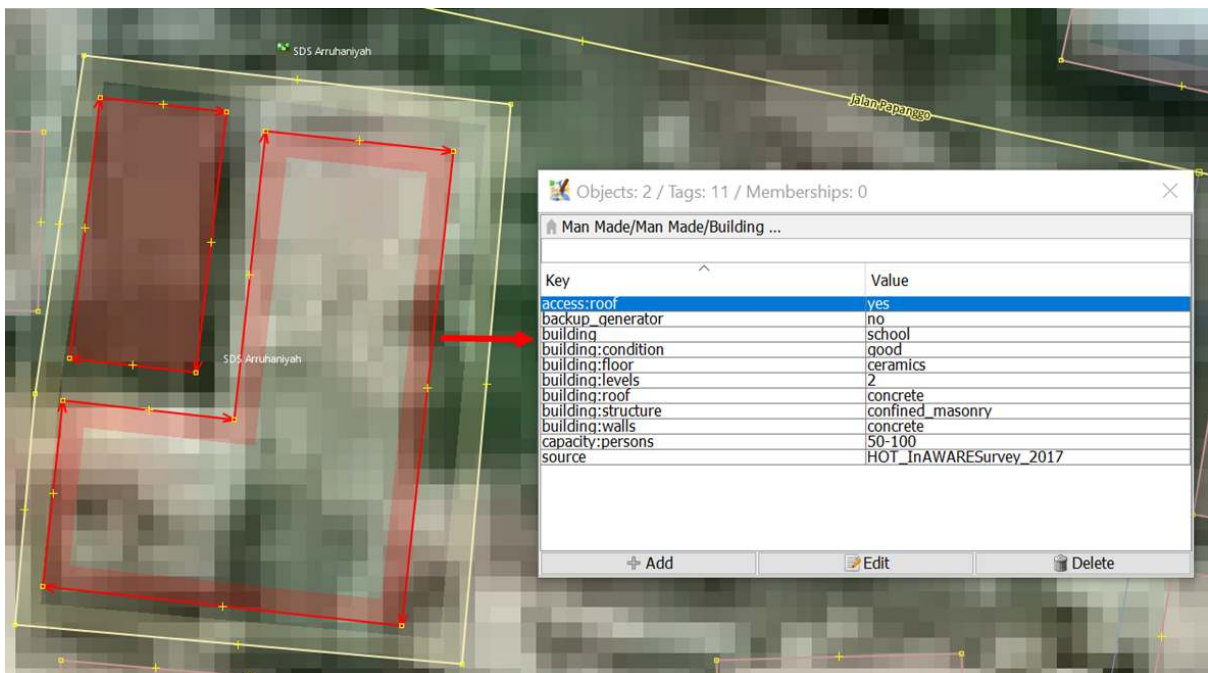 SDS Arruhaniyah
Jalan Papanggo
SDS Arruhaniyah
Objects: 2 / Tags: 11 / Memberships: 0
Man Made/Man Made/Building ...
Key Value
access:roof yes
backup_generator no
building school
building:condition good
building:floor ceramics
building:levels 2
building:roof concrete
building:structure confined_masonry
building:walls concrete
capacity:persons 50-100
source HOT_InAWARESurvey_2017
Add Edit Delete